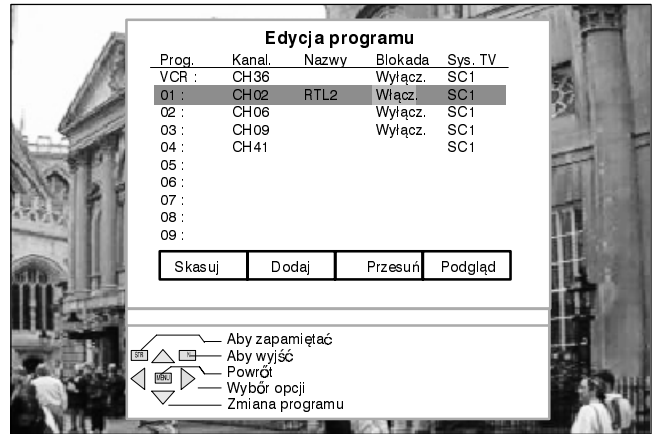 Edycja programu
Prog. Kanal. Nazwy Blokada Sys. TV
VCR : CH36 Wyłącz. SC1
01 : CH02 RTL2 Włącz. SC1
02 : CH06 Wyłącz. SC1
03 : CH09 Wyłącz. SC1
04 : CH41 SC1
05 :
06 :
07 :
08 :
09 :
Skasuj Dodaj Przesuń Podgląd
Aby zapamiętać
STR
Aby wyjść
Powrót
MENU
Wybór opcji
Zmiana programu